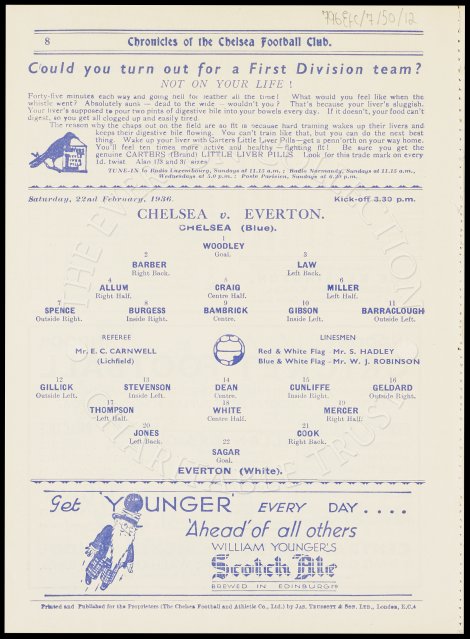 796Efc/7/50/12
8 Chronicles of the Chelsea Football Club.
Could you turn out for a First Division team?
NOT ON YOUR LIFE!
Forty-five minutes each way and going hell for leather all the time! What would you feel like when the
whistle went? Absolutely sunk — dead to the wide — wouldn't you? That's because your liver's sluggish.
Your liver's supposed to pour two pints of digestive bile into your bowels every day. If it doesn't, your food can't
digest, so you get all clogged up and easily tired.
The reason why the chaps out on the field are so fit is because hard training wakes up their livers and
keeps their digestive bile flowing. You can't train like that, but you can do the next best
thing. Wake up your liver with Carters Little Liver Pills—get a penn'orth on your way home.
You'll feel ten times more active and healthy — fighting fit! Be sure you get the
genuine CARTERS (Brand) LITTLE LIVER PILLS. Look for this trade mark on every
1d. twist. Also 1/3 and 3/- sizes.
TUNE-IN to Radio Luxembourg, Sundays at 11.15 a.m.; Radio Normandy, Sundays at 11.15 a.m.,
Wednesdays at 5.0 p.m.; Poste Parisien, Sundays at 6.30 p.m.
Saturday, 22nd February, 1936. Kick-off 3.30 p.m.
CHELSEA v. EVERTON.
CHELSEA (Blue).
1
WOODLEY
Goal.
2 3
BARBER LAW
Right Back. Left Back.
4 5 6
ALLUM CRAIG MILLER
Right Half. Centre Half. Left Half.
7 8 9 10 11
SPENCE BURGESS BAMBRICK GIBSON BARRACLOUGH
Outside Right. Inside Right. Centre. Inside Left. Outside Left.
REFEREE LINESMEN
Mr. E. C. CARNWELL Red & White Flag - Mr. S. HADLEY
(Lichfield) Blue & White Flag - Mr. W. J. ROBINSON
12 13 14 15 16
GILLICK STEVENSON DEAN CUNLIFFE GELDARD
Outside Left. Inside Left. Centre. Inside Right. Outside Right.
17 18 19
THOMPSON WHITE MERCER
Left Half. Centre Half. Right Half.
20 21
JONES COOK
Left Back. Right Back.
22
SAGAR
Goal.
EVERTON (White).
Get 'YOUNGER' EVERY DAY....
'Ahead' of all others
WILLIAM YOUNGER'S
Scotch Ale
BREWED IN EDINBURGH
Printed and Published for the Proprietors (The Chelsea Football and Athletic Co., Ltd.) by JAS. TRUSCOTT & SON, LTD., London, E.C.4